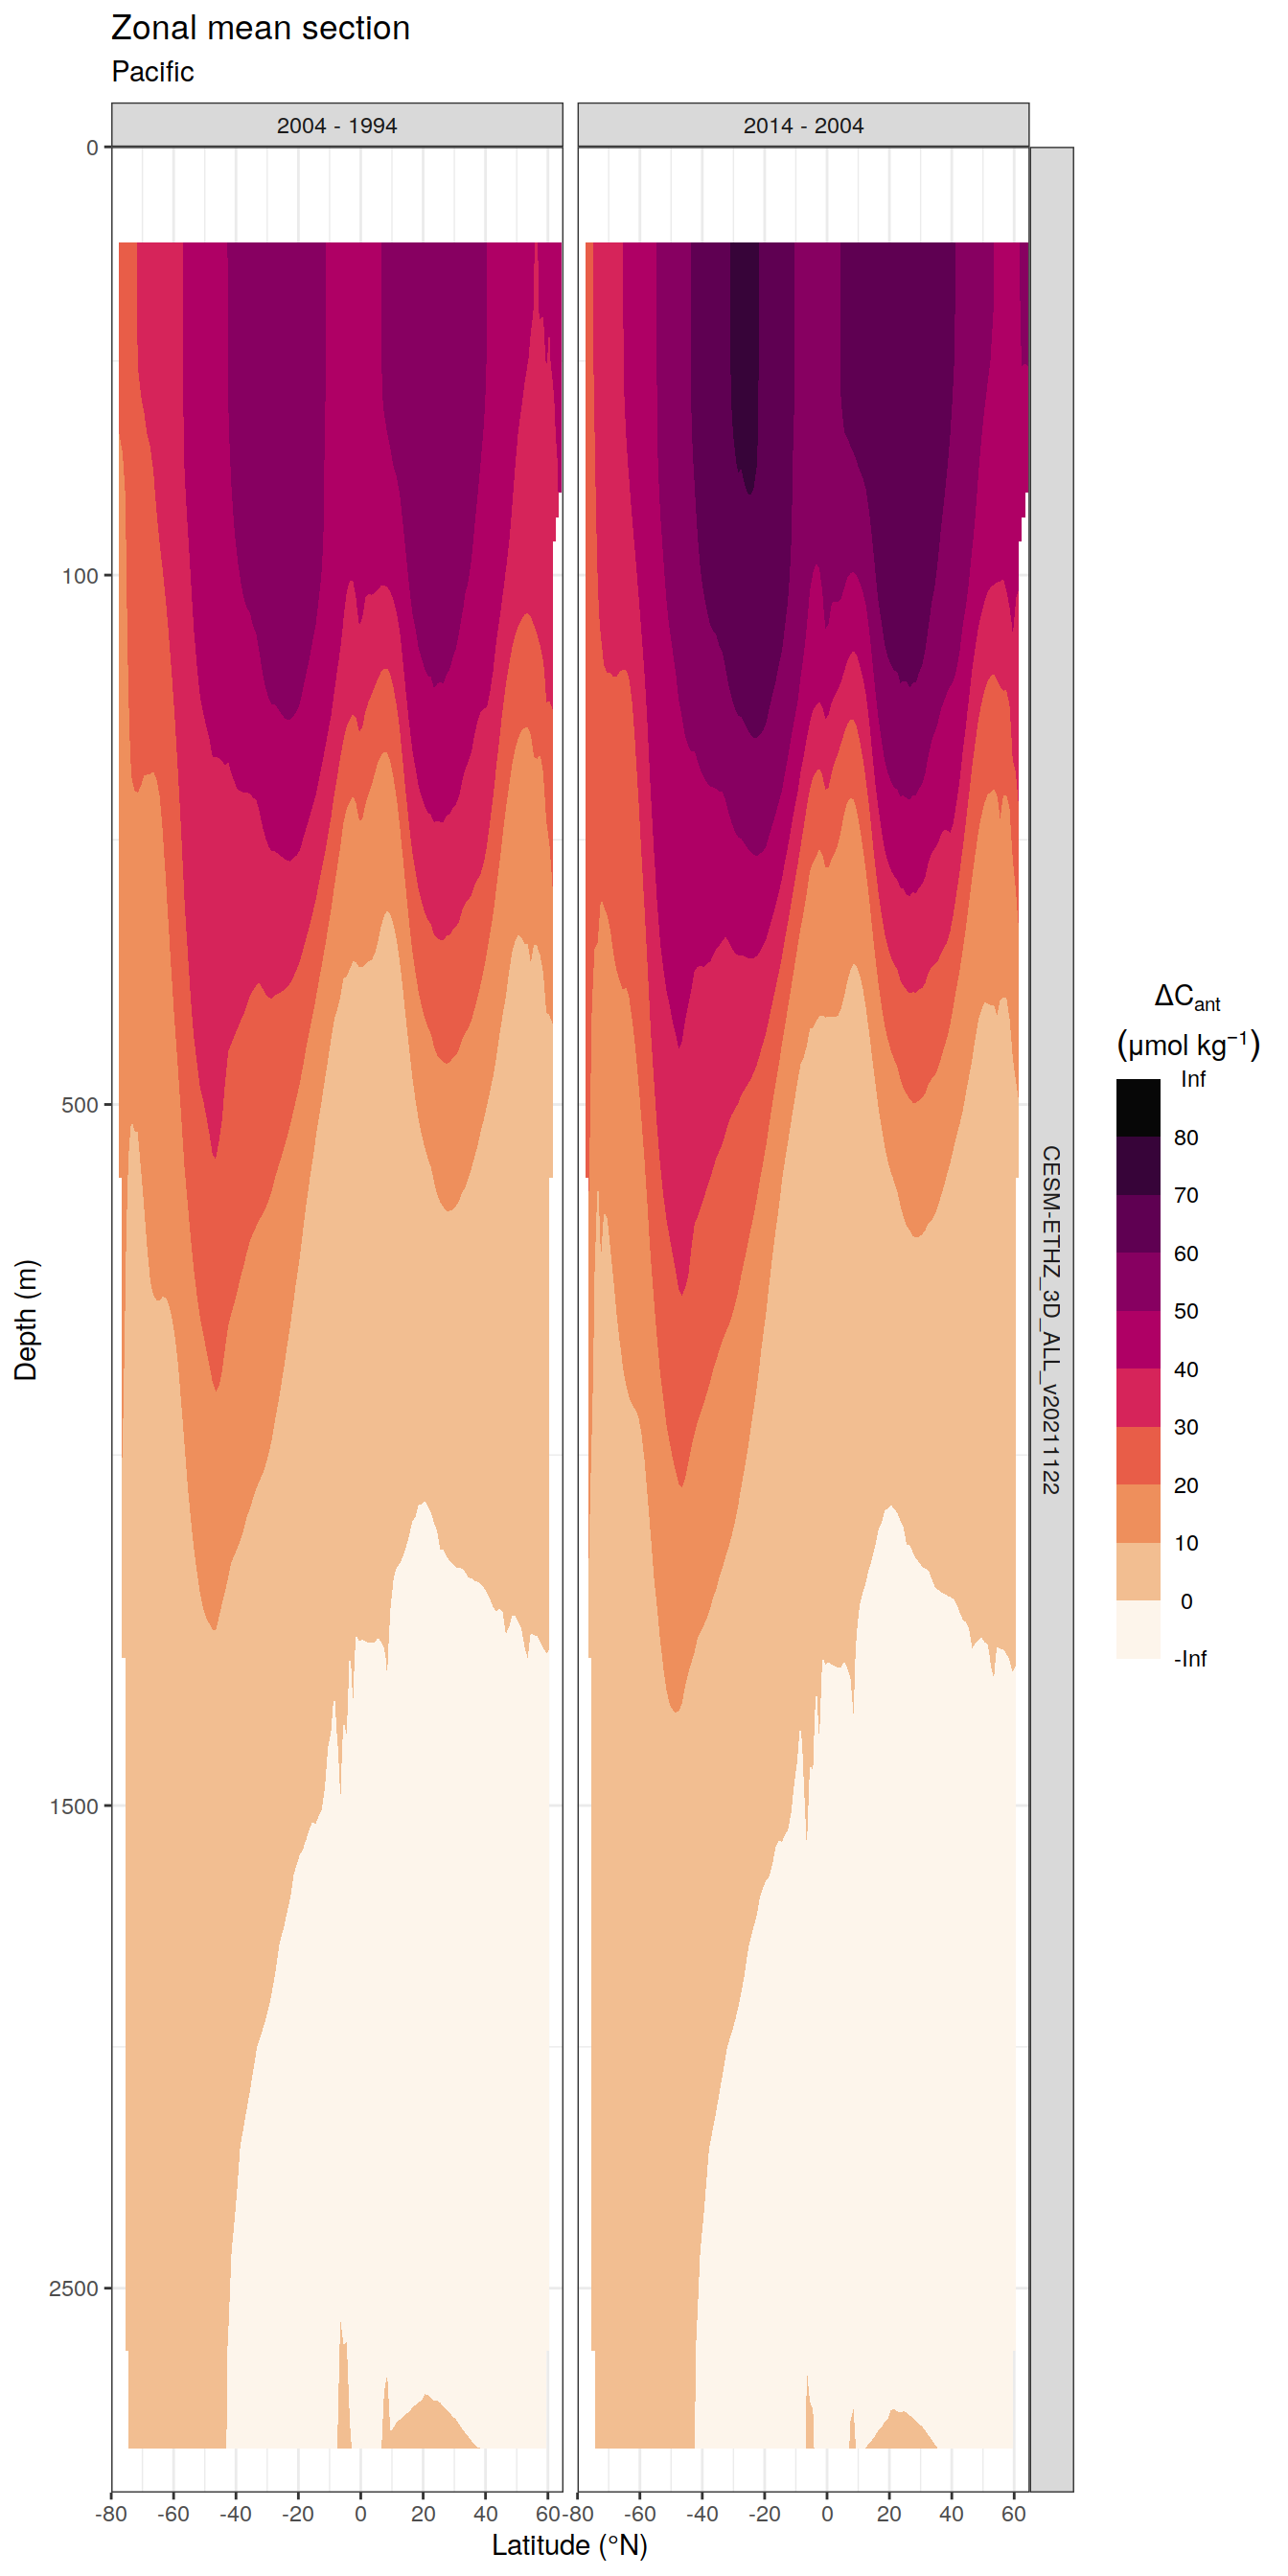 Zonal mean section
Pacific
2004 - 1994
2014 - 2004
0
100
500
1500
2500
Depth (m)
-80 -60 -40 -20 0 20 40 60
-80 -60 -40 -20 0 20 40 60
Latitude (°N)
CESM-ETHZ_3D_ALL_v20211122
ΔCant
(μmol kg⁻¹)
Inf
80
70
60
50
40
30
20
10
0
-Inf